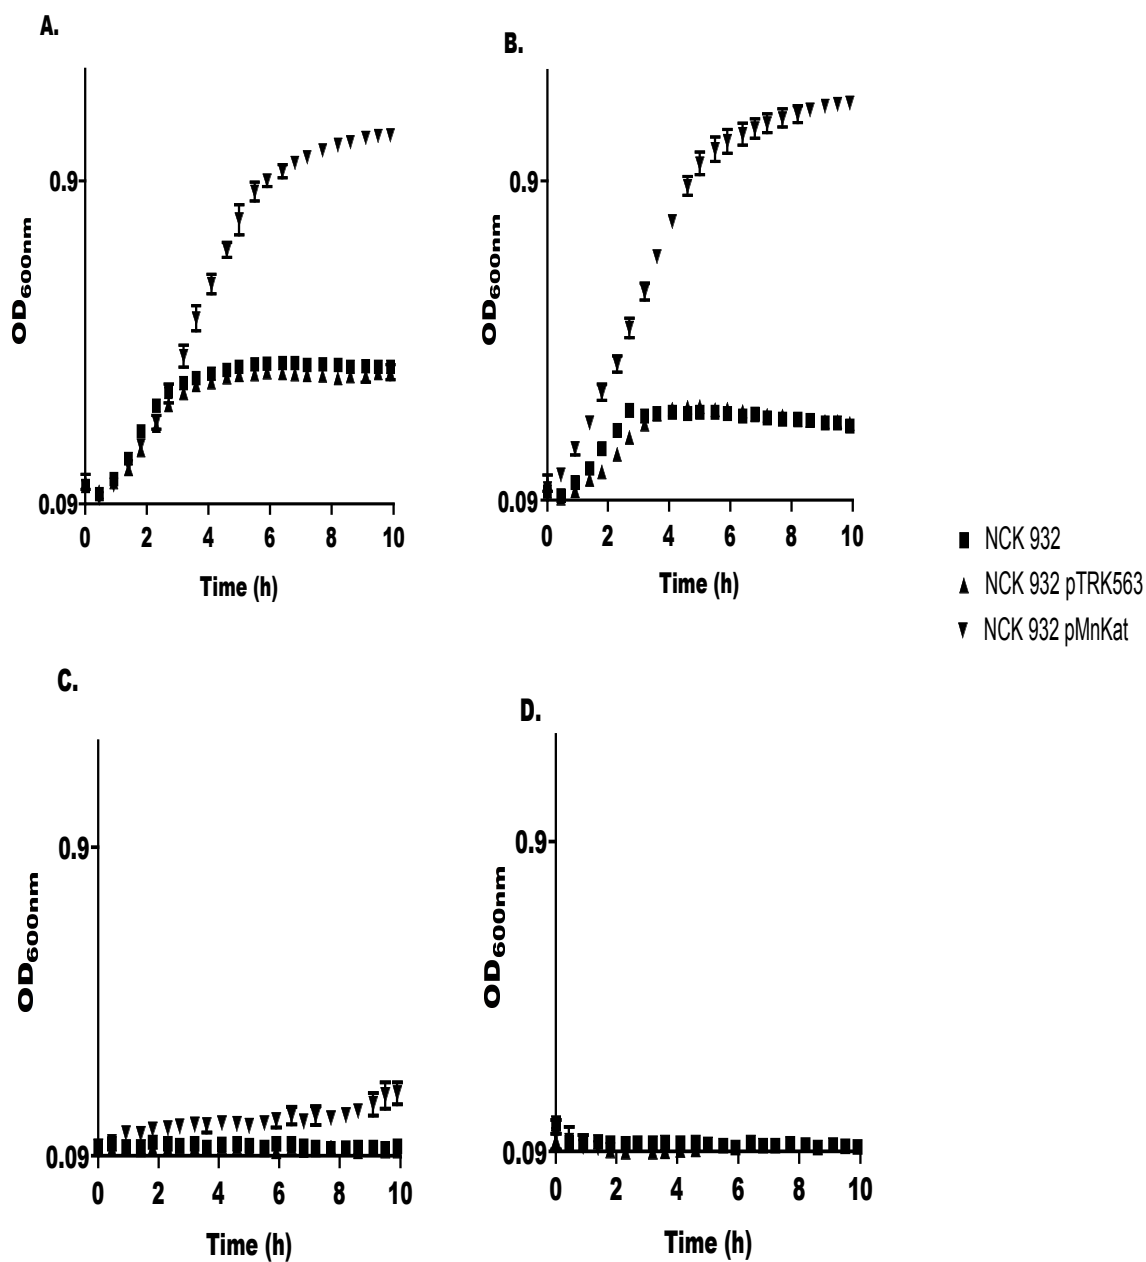 A.
0.9
0.09
OD600nm
0 2 4 6 8 10
Time (h)
B.
0.9
0.09
OD600nm
0 2 4 6 8 10
Time (h)
NCK 932
NCK 932 pTRK563
NCK 932 pMnKat
C.
0.9
0.09
OD600nm
0 2 4 6 8 10
Time (h)
D.
0.9
0.09
OD600nm
0 2 4 6 8 10
Time (h)